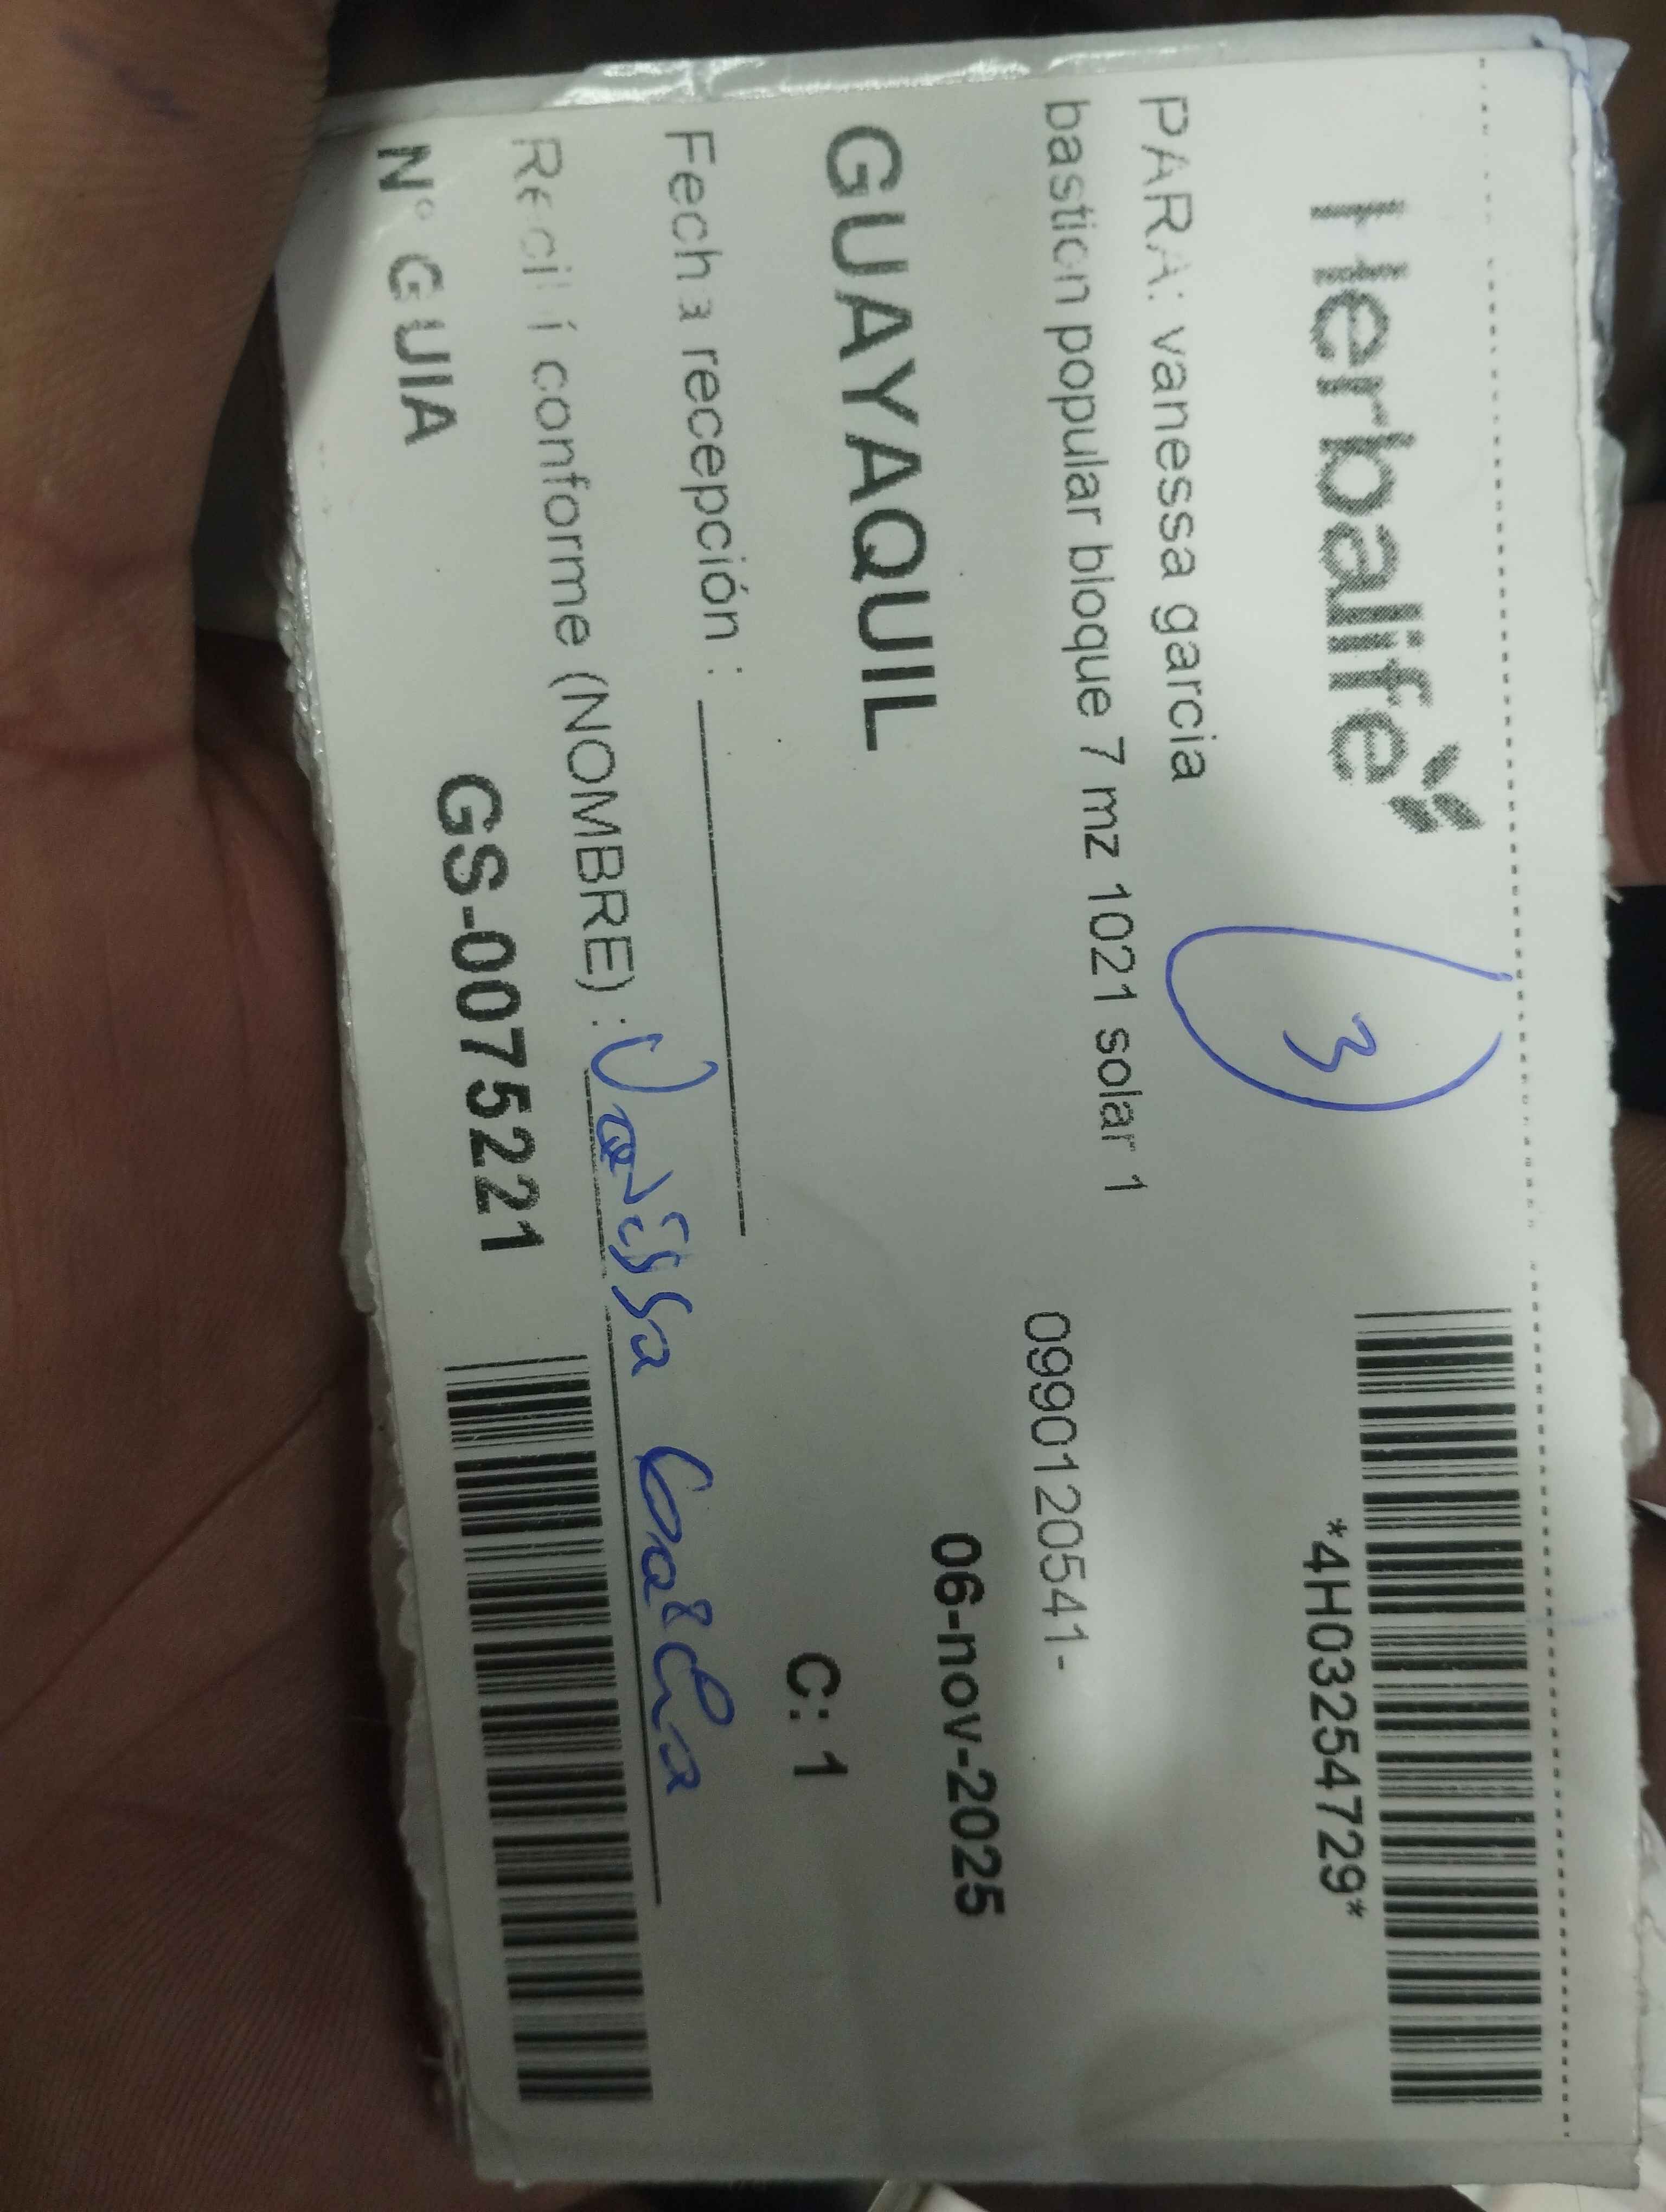 Herbalife
3
*4H03254729*
PARA: vanessa garcia
bastion popular bloque 7 mz 1021 solar 1
0990120541-
06-nov-2025
GUAYAQUIL
C: 1
Fecha recepción :
Recibí conforme (NOMBRE) :
N° GUIA GS-0075221